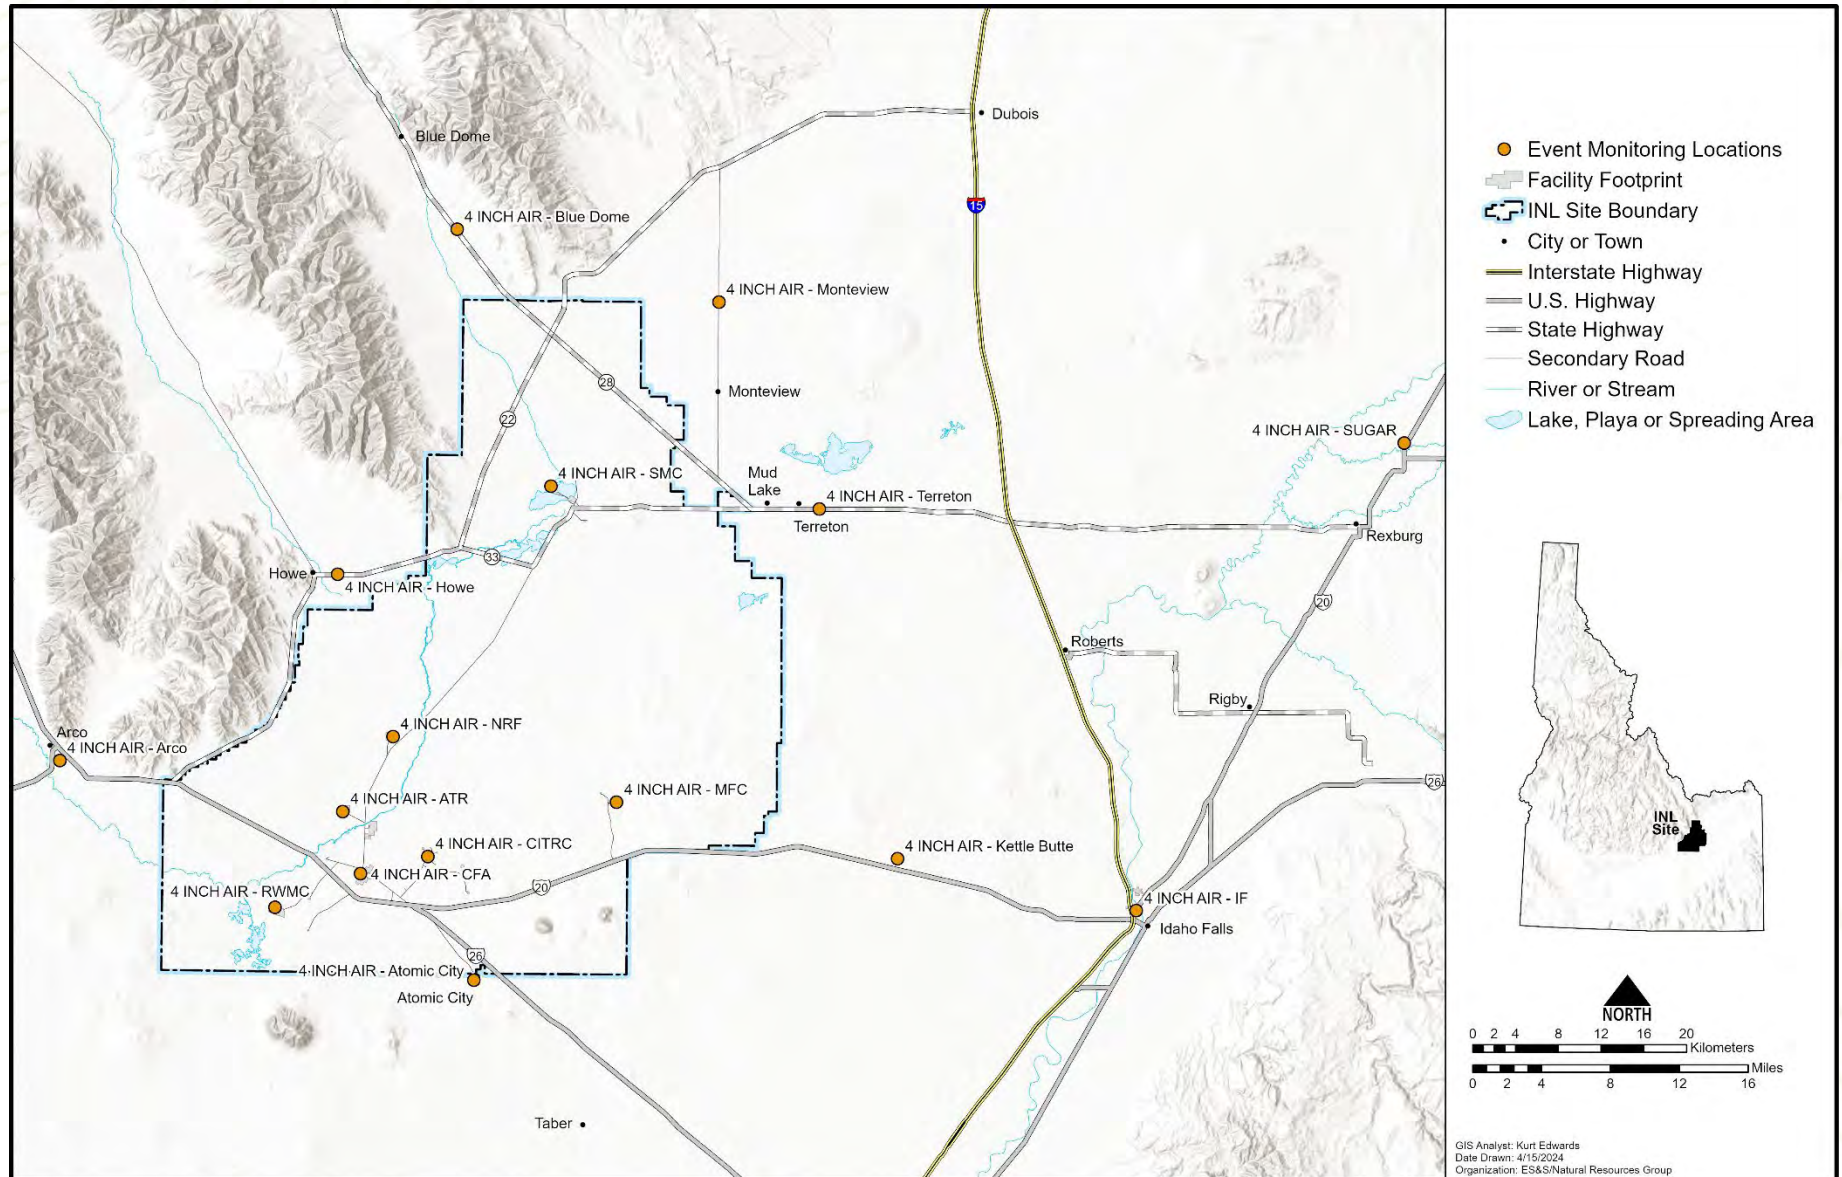 Dubois
Blue Dome
15
4 INCH AIR - Blue Dome
4 INCH AIR - Monteview
28
Monteview
22
4 INCH AIR - SUGAR
4 INCH AIR - SMC
Mud
Lake
4 INCH AIR - Terreton
Terreton
Rexburg
33
Howe
4 INCH AIR - Howe
20
Roberts
Rigby
4 INCH AIR - NRF
Arco
4 INCH AIR - Arco
26
4 INCH AIR - MFC
4 INCH AIR - ATR
4 INCH AIR - CITRC
4 INCH AIR - Kettle Butte
4 INCH AIR - CFA
20
4 INCH AIR - RWMC
4 INCH AIR - IF
Idaho Falls
26
4 INCH AIR - Atomic City
Atomic City
Taber
Event Monitoring Locations
Facility Footprint
INL Site Boundary
City or Town
Interstate Highway
U.S. Highway
State Highway
Secondary Road
River or Stream
Lake, Playa or Spreading Area
INL
Site
NORTH
0 2 4 8 12 16 20
Kilometers
Miles
0 2 4 8 12 16
GIS Analyst: Kurt Edwards
Date Drawn: 4/15/2024
Organization: ES&S/Natural Resources Group